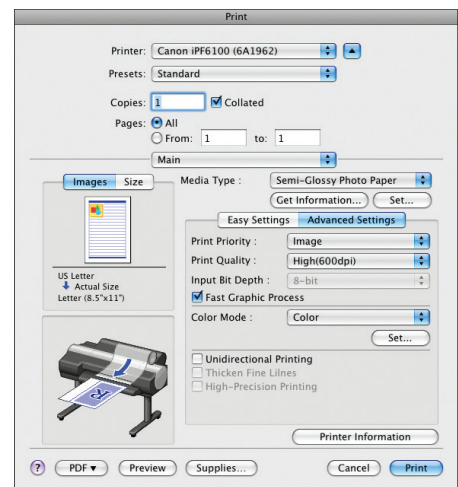 Print
Printer: Canon iPF6100 (6A1962)
Presets: Standard
Copies: 1 Collated
Pages: All
From: 1 to: 1
Main
Images Size
Media Type : Semi-Glossy Photo Paper
Get Information... Set...
Easy Settings Advanced Settings
Print Priority : Image
Print Quality : High(600dpi)
Input Bit Depth : 8-bit
Fast Graphic Process
US Letter
Actual Size
Letter (8.5"x11")
Color Mode : Color
Set...
Unidirectional Printing
Thicken Fine Lilnes
High-Precision Printing
Printer Information
? PDF Preview Supplies... Cancel Print